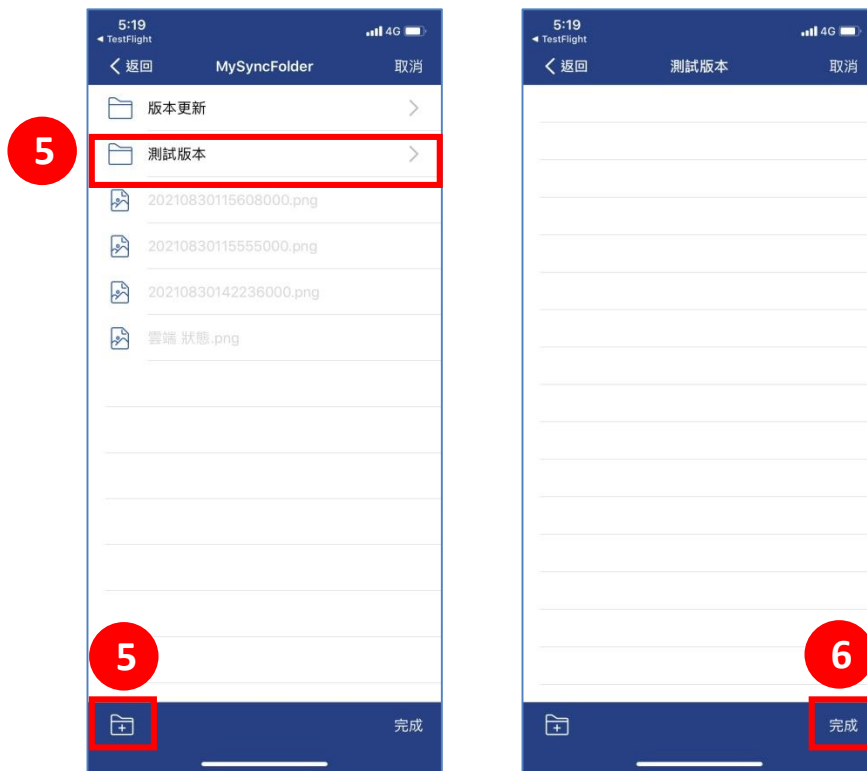 5:19
TestFlight
4G
返回
MySyncFolder
取消
版本更新
測試版本
20210830115608000.png
20210830115555000.png
20210830142236000.png
雲端 狀態.png
完成
5
5
5:19
TestFlight
4G
返回
測試版本
取消
完成
6